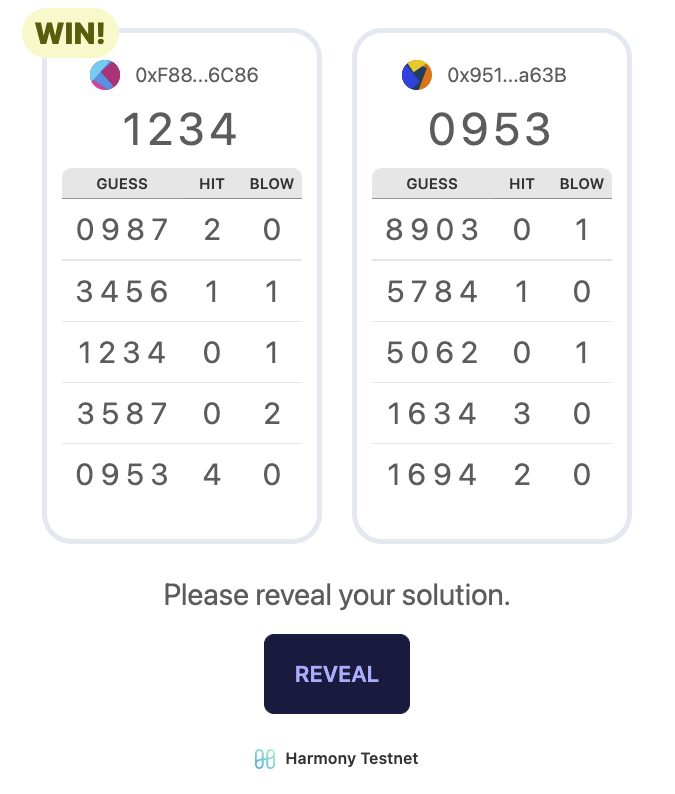 WIN!
0xF88...6C86
1234
GUESS HIT BLOW
0987 2 0
3456 1 1
1234 0 1
3587 0 2
0953 4 0
0x951...a63B
0953
GUESS HIT BLOW
8903 0 1
5784 1 0
5062 0 1
1634 3 0
1694 2 0
Please reveal your solution.
REVEAL
Harmony Testnet